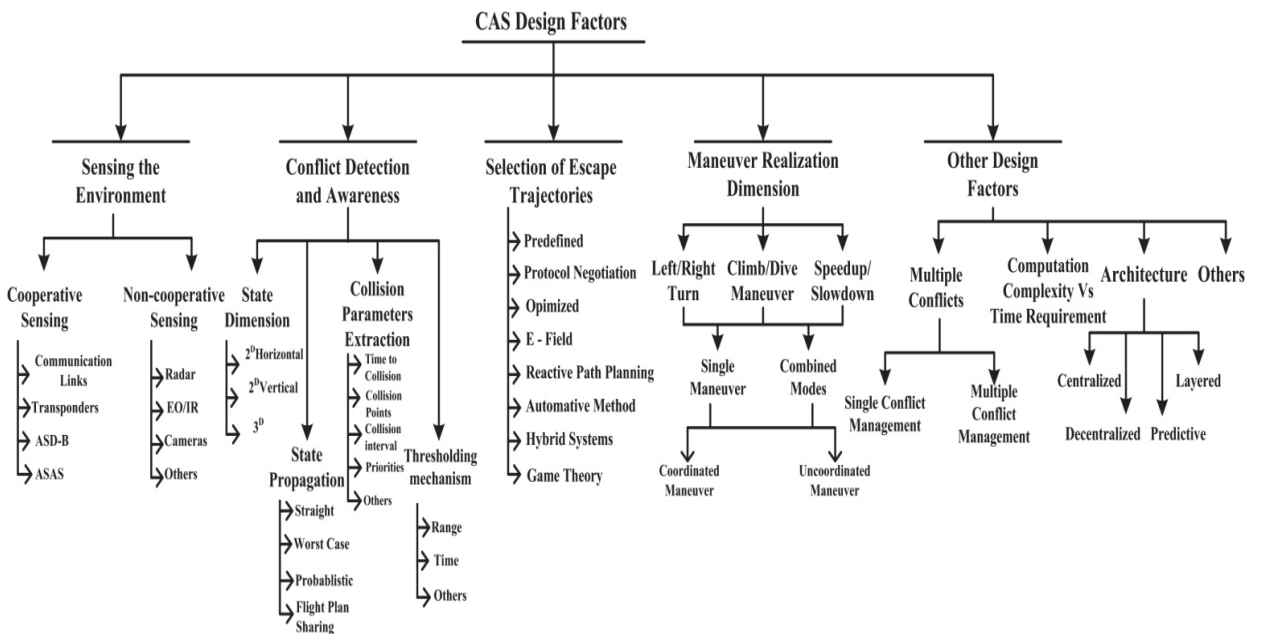 CAS Design Factors
Sensing the
Environment
Conflict Detection
and Awareness
Selection of Escape
Trajectories
Maneuver Realization
Dimension
Other Design
Factors
Cooperative
Sensing
Communication
Links
Transponders
ASD-B
ASAS
Non-cooperative
Sensing
Radar
EO/IR
Cameras
Others
State
Dimension
2ᴰHorizontal
2ᴰVertical
3ᴰ
State
Propagation
Straight
Worst Case
Probablistic
Flight Plan
Sharing
Collision
Parameters
Extraction
Time to
Collision
Collision
Points
Collision
interval
Priorities
Others
Thresholding
mechanism
Range
Time
Others
Predefined
Protocol Negotiation
Opimized
E - Field
Reactive Path Planning
Automative Method
Hybrid Systems
Game Theory
Left/Right
Turn
Climb/Dive
Maneuver
Speedup/
Slowdown
Single
Maneuver
Combined
Modes
Coordinated
Maneuver
Uncoordinated
Maneuver
Multiple
Conflicts
Single Conflict
Management
Multiple
Conflict
Management
Computation
Complexity Vs
Time Requirement
Architecture
Centralized
Decentralized
Predictive
Layered
Others